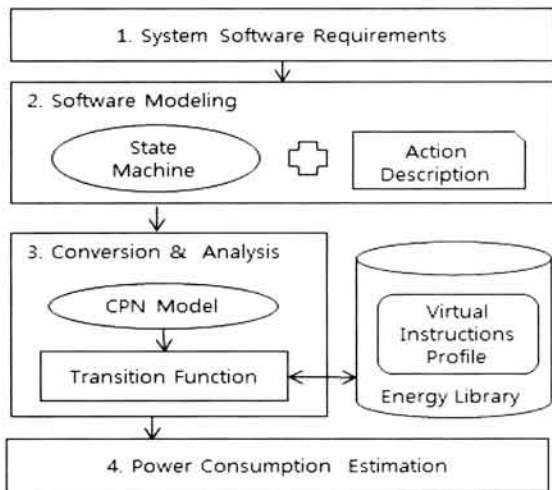 1. System Software Requirements
2. Software Modeling
State
Machine
Action
Description
3. Conversion & Analysis
CPN Model
Transition Function
Virtual
Instructions
Profile
Energy Library
4. Power Consumption Estimation